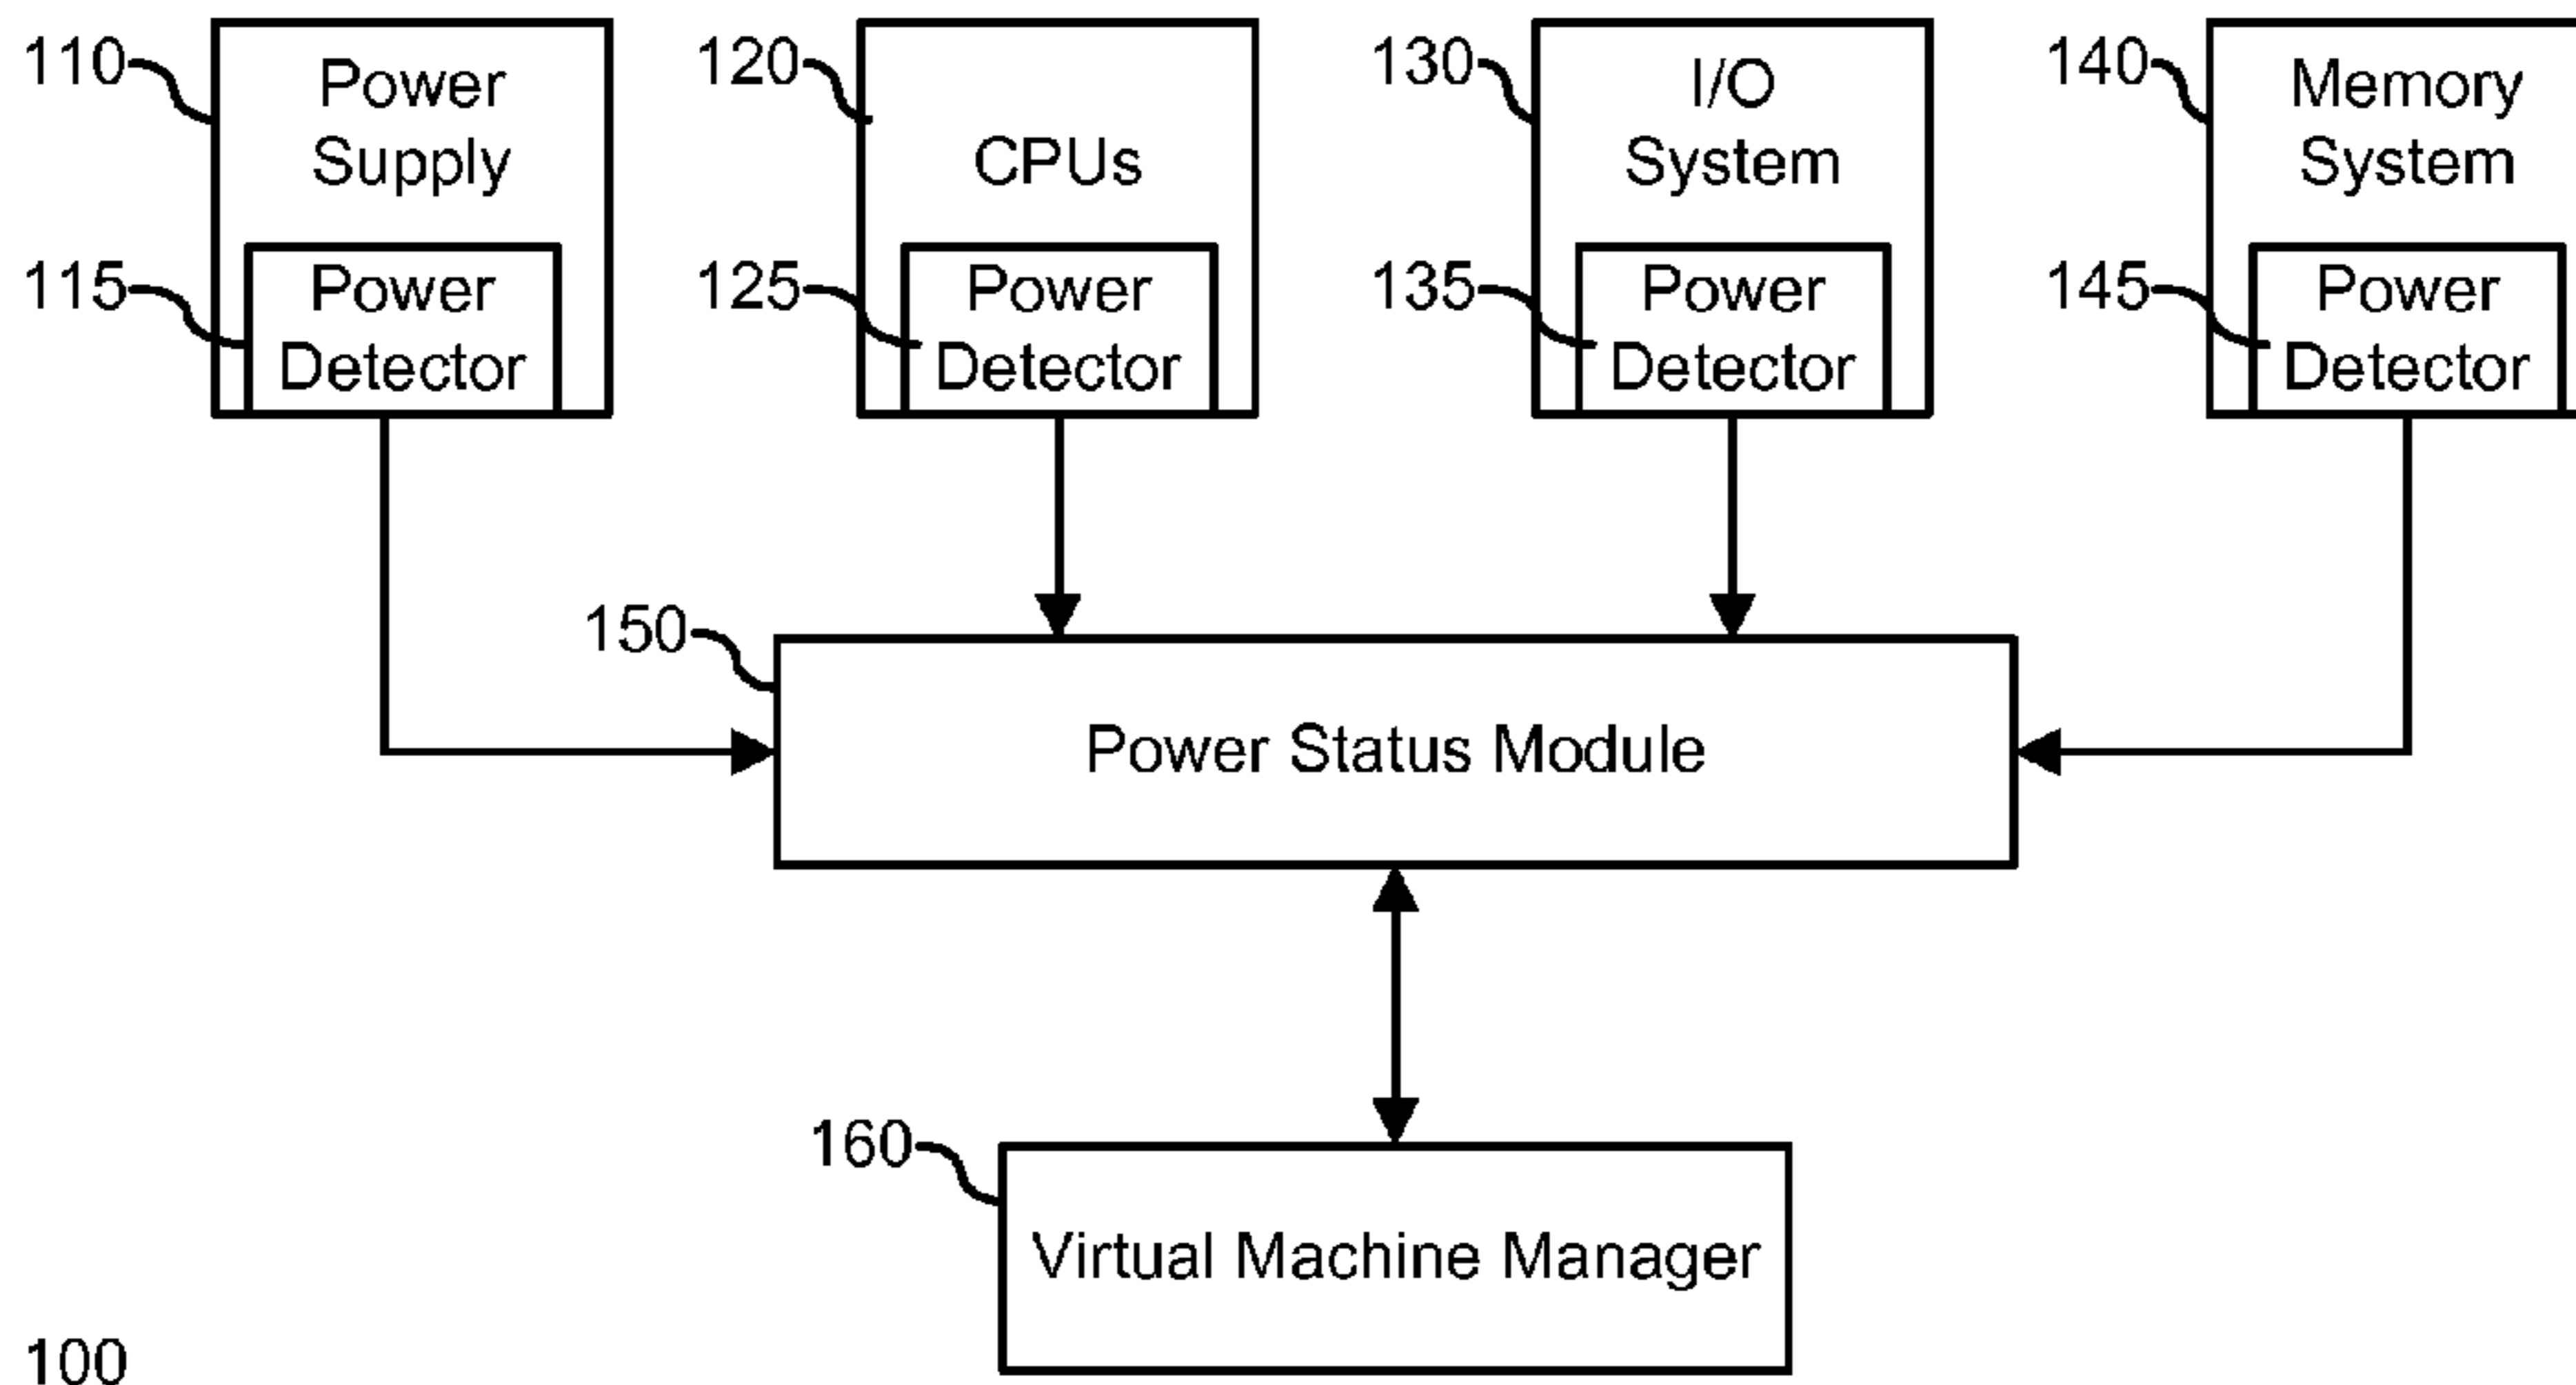 110
Power
Supply
115
Power
Detector
120
CPUs
125
Power
Detector
130
I/O
System
135
Power
Detector
140
Memory
System
145
Power
Detector
150
Power Status Module
160
Virtual Machine Manager
100